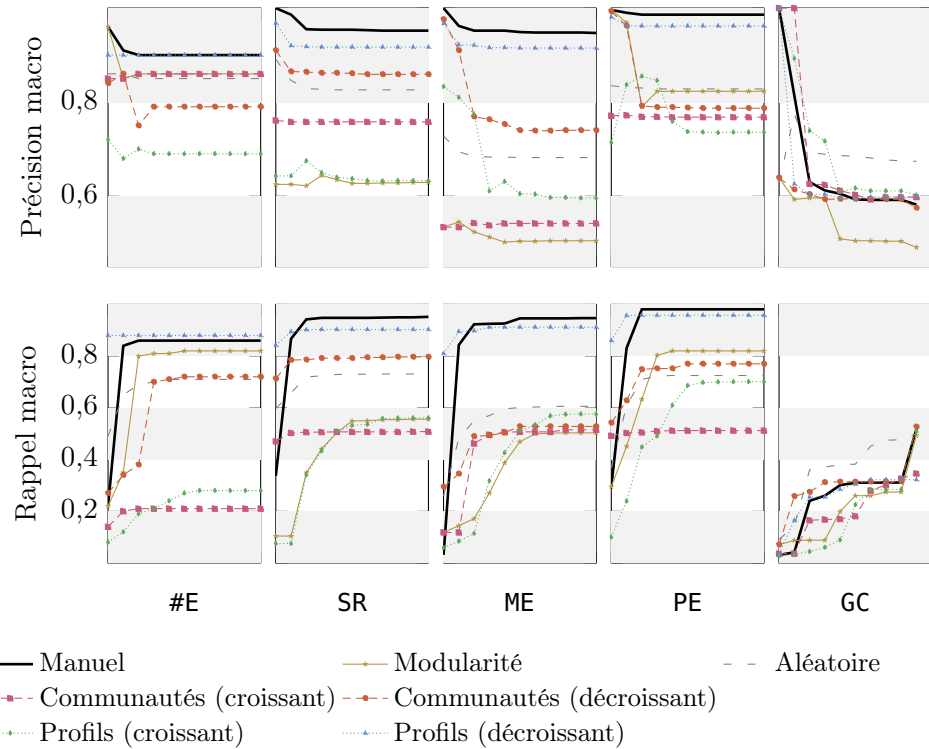 Précision macro
0,8
0,6
Rappel macro
0,8
0,6
0,4
0,2
#E SR ME PE GC
Manuel Modularité Aléatoire
Communautés (croissant) Communautés (décroissant)
Profils (croissant) Profils (décroissant)